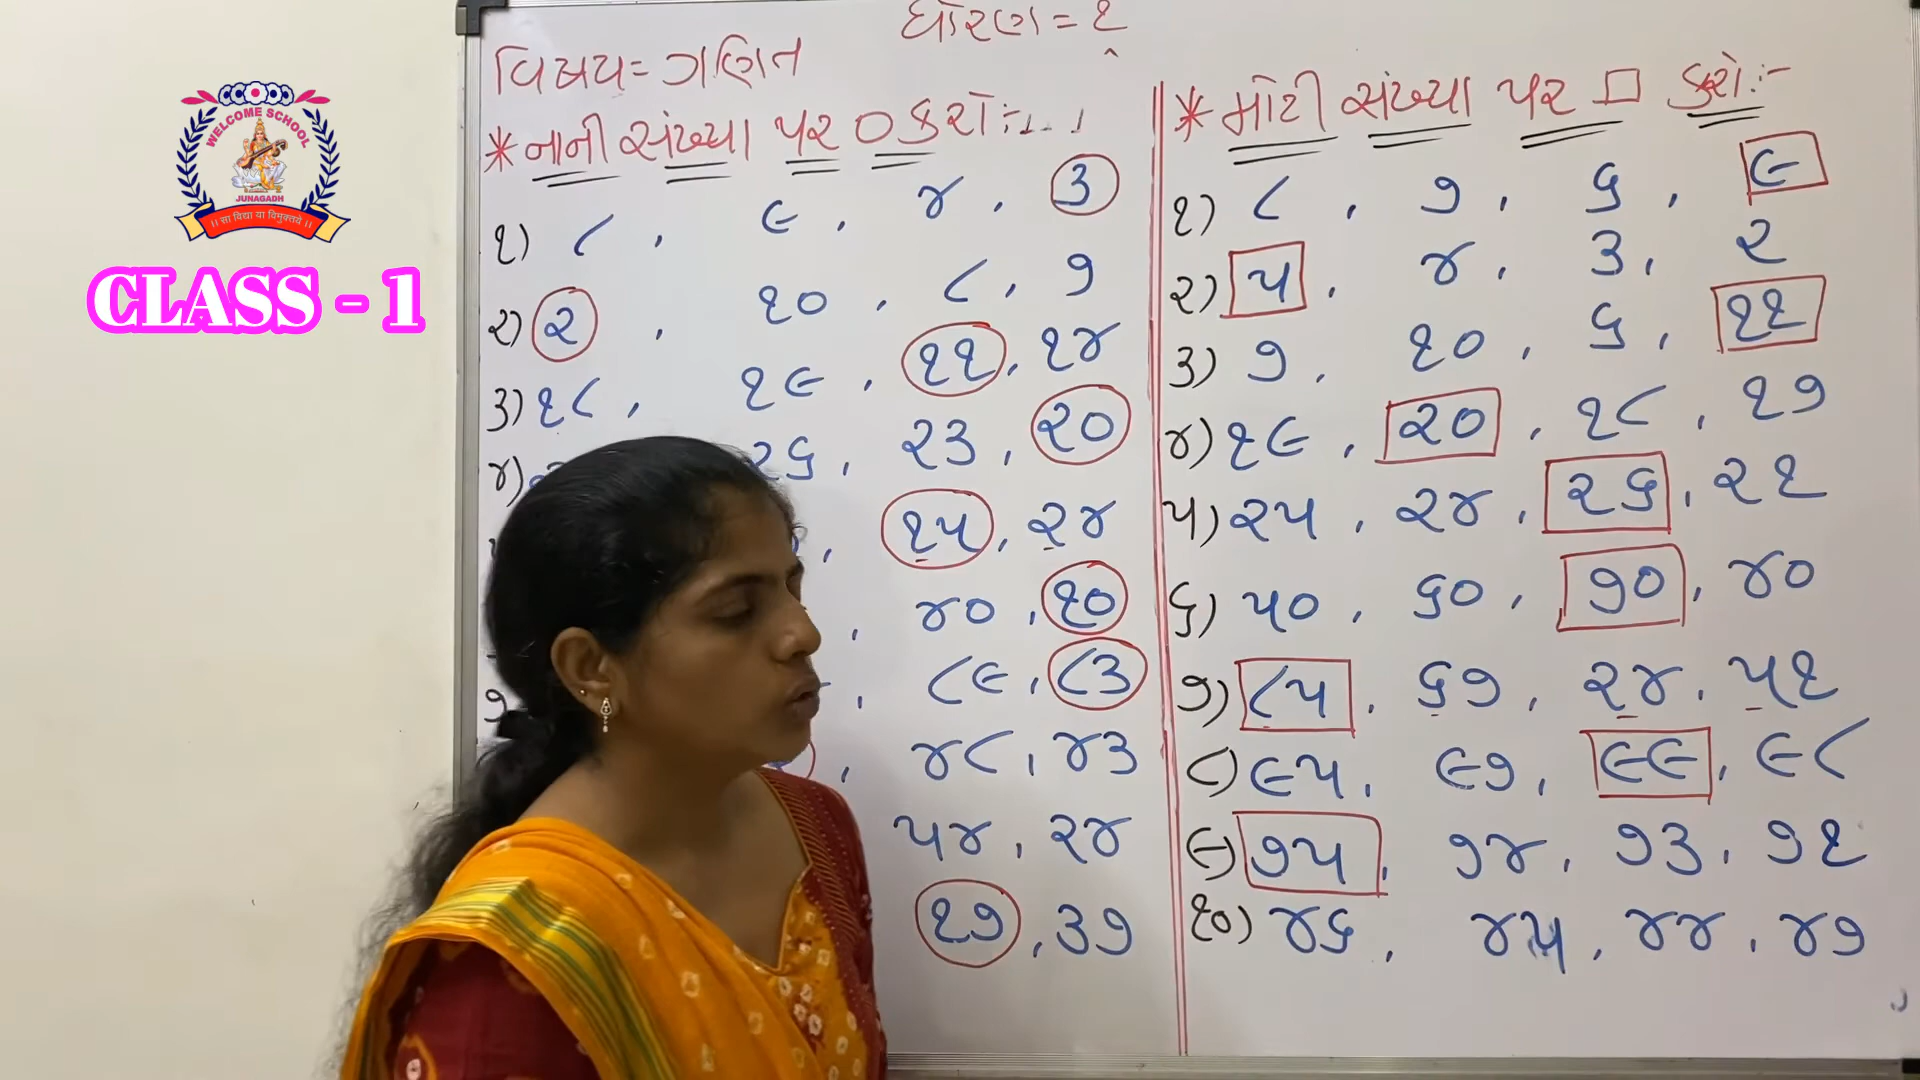 WELCOME SCHOOL
JUNAGADH
।। सा विद्या या विमुक्तये ।।
CLASS - 1
ધોરણ = ૧
વિષય = ગણિત
* નાની સંખ્યા પર ○ કરો :-
૧) ૮ , ૯ , ૪ , ૩
૨) ૨ , ૧૦ , ૮ , ૭
૩) ૧૮ , ૧૯ , ૧૧ , ૧૪
૪) ૨૬ , ૨૩ , ૨૦
, ૧૫ , ૨૪
, ૪૦ , ૧૦
૭ , ૮૯ , ૮૩
, ૪૮ , ૪૩
૫૪ , ૨૪
૧૭ , ૩૭
* મોટી સંખ્યા પર □ કરો :-
૧) ૮ , ૭ , ૬ , ૯
૨) ૫ , ૪ , ૩ , ૨
૩) ૭ , ૧૦ , ૬ , ૧૧
૪) ૧૯ , ૨૦ , ૧૮ , ૧૭
૫) ૨૫ , ૨૪ , ૨૬ , ૨૧
૬) ૫૦ , ૬૦ , ૭૦ , ૪૦
૭) ૮૫ , ૬૭ , ૨૪ , ૫૧
૮) ૯૫ , ૯૭ , ૯૯ , ૯૮
૯) ૭૫ , ૭૪ , ૭૩ , ૭૧
૧૦) ૪૬ , ૪૫ , ૪૪ , ૪૭